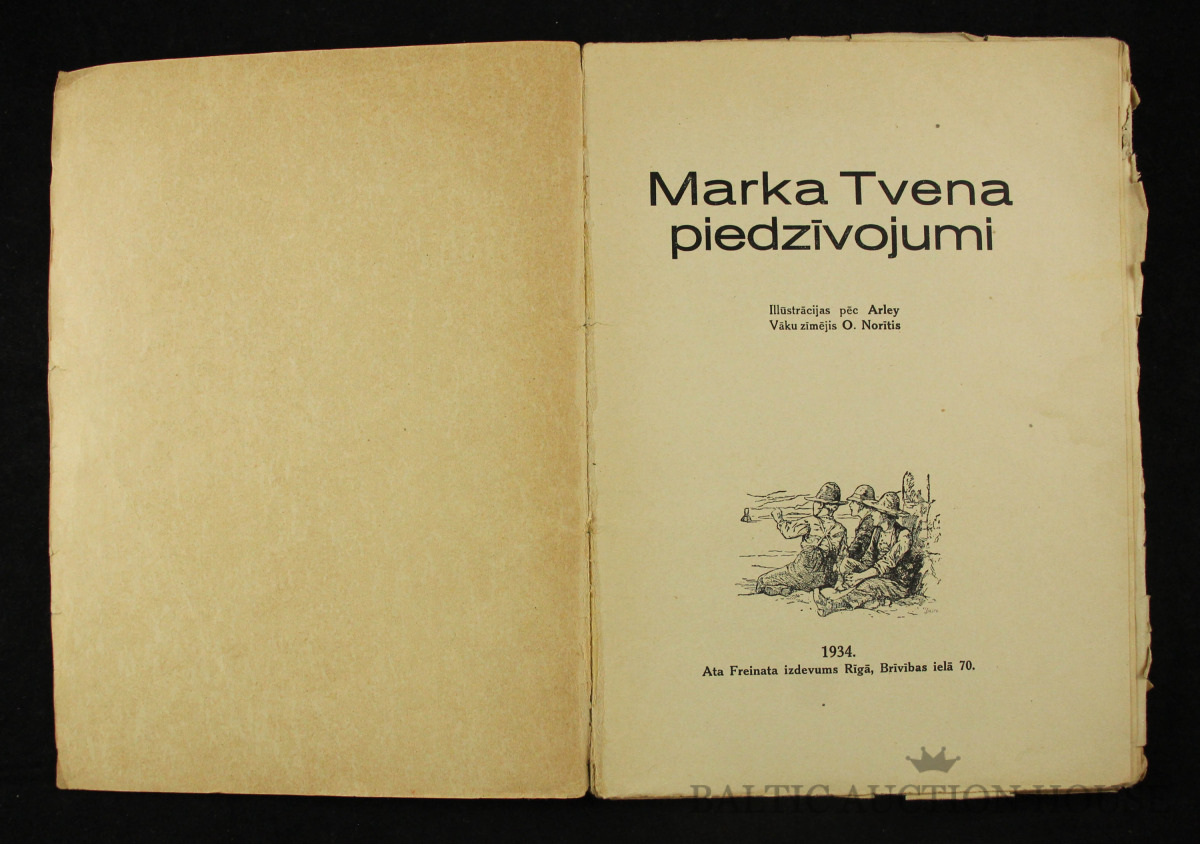 Marka Tvena
piedzīvojumi
Illūstrācijas pēc Arley
Vāku zīmējis O. Norītis
1934.
Ata Freinata izdevums Rīgā, Brīvības ielā 70.
BALTIC AUCTION HOUSE